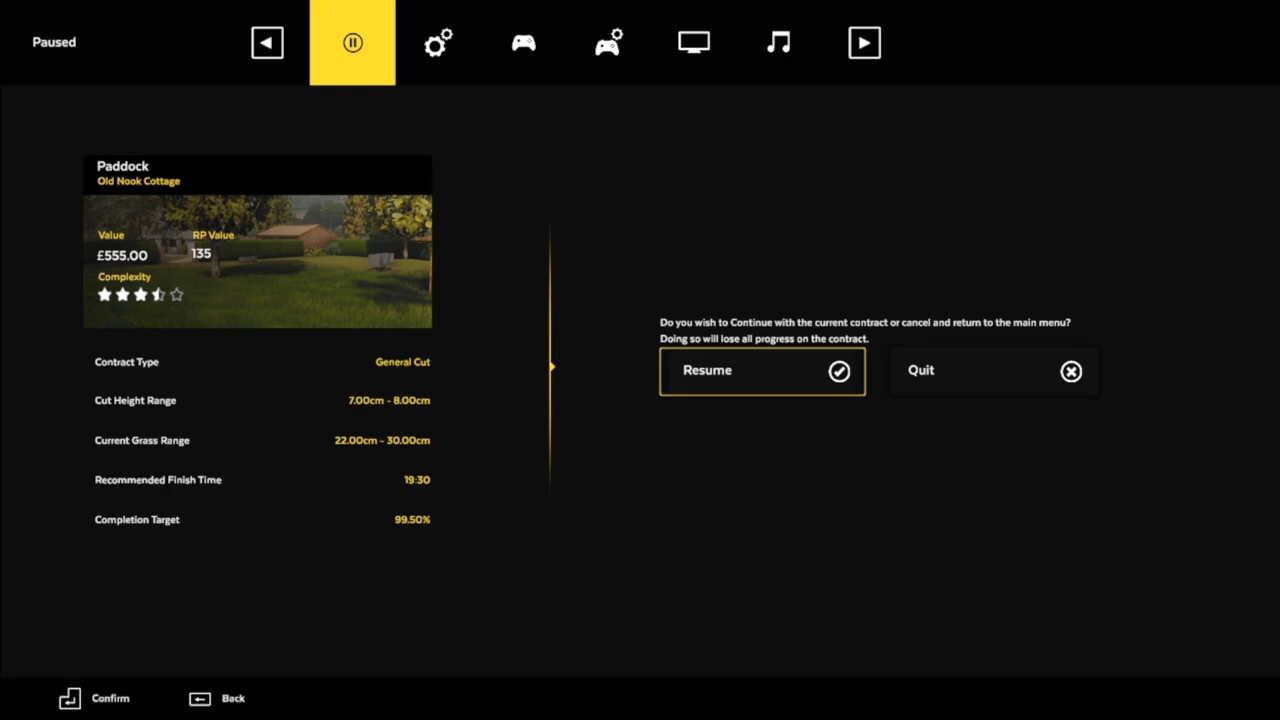 Paused
Paddock
Old Nook Cottage
Value
RP Value
£555.00
135
Complexity
Contract Type
General Cut
Cut Height Range
7.00cm - 8.00cm
Current Grass Range
22.00cm - 30.00cm
Recommended Finish Time
19:30
Completion Target
99.50%
Do you wish to Continue with the current contract or cancel and return to the main menu?
Doing so will lose all progress on the contract.
Resume
Quit
Confirm
Back